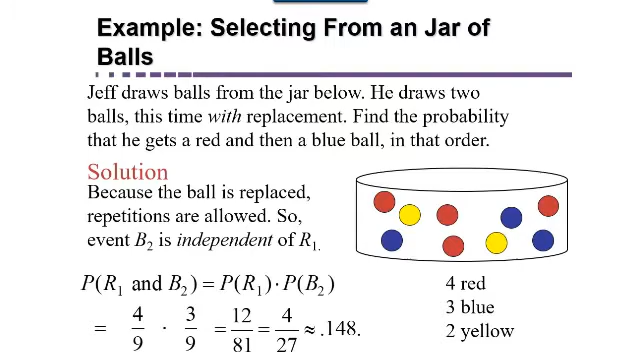 Example: Selecting From an Jar of
Balls
Jeff draws balls from the jar below. He draws two
balls, this time with replacement. Find the probability
that he gets a red and then a blue ball, in that order.
Solution
Because the ball is replaced,
repetitions are allowed. So,
event B₂ is independent of R₁.
P(R₁ and B₂) = P(R₁) · P(B₂)
= 4/9 · 3/9 = 12/81 = 4/27 ≈ .148.
4 red
3 blue
2 yellow